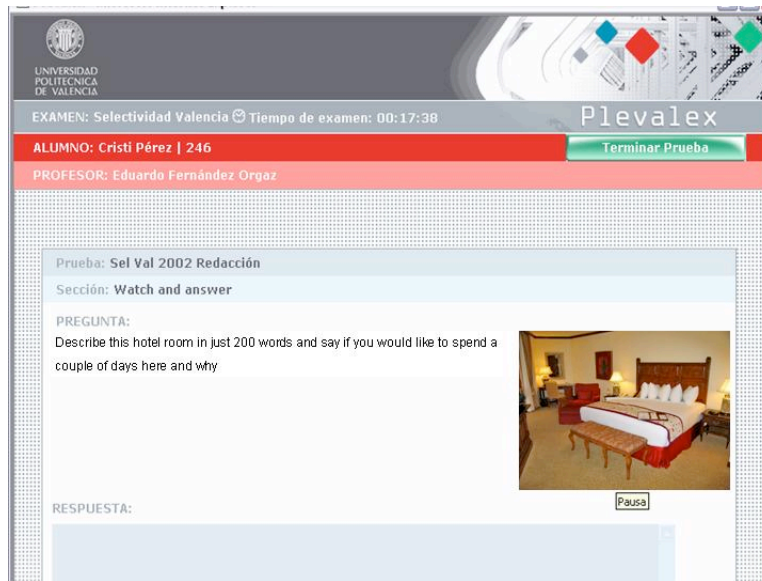 UNIVERSIDAD
POLITECNICA
DE VALENCIA
EXAMEN: Selectividad Valencia Tiempo de examen: 00:17:38
Plevalex
ALUMNO: Cristi Pérez | 246
Terminar Prueba
PROFESOR: Eduardo Fernández Orgaz
Prueba: Sel Val 2002 Redacción
Sección: Watch and answer
PREGUNTA:
Describe this hotel room in just 200 words and say if you would like to spend a
couple of days here and why
Pausa
RESPUESTA: